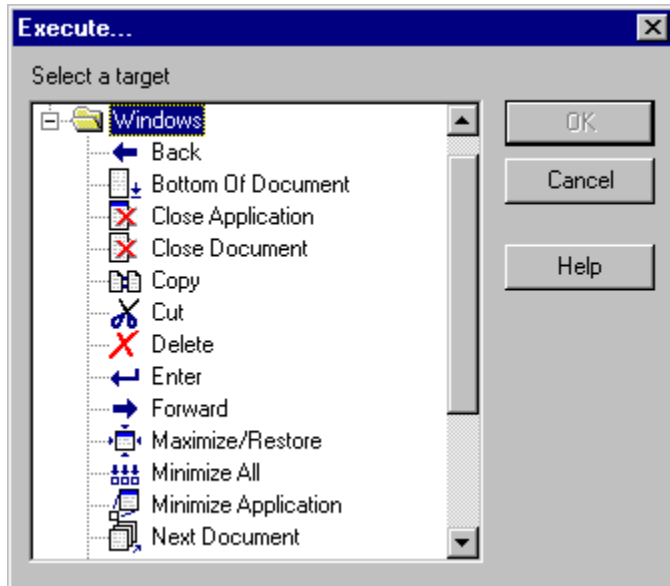 Execute...
Select a target
Windows
Back
Bottom Of Document
Close Application
Close Document
Copy
Cut
Delete
Enter
Forward
Maximize/Restore
Minimize All
Minimize Application
Next Document
OK
Cancel
Help